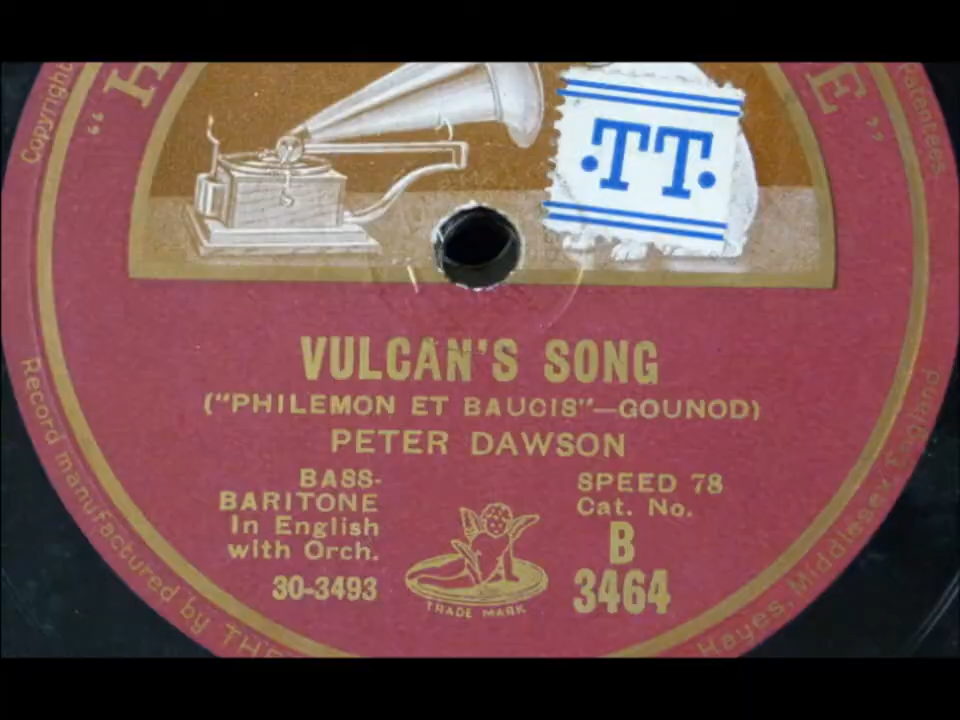 Copyright
"H
E"
Patentees
·TT·
VULCAN'S SONG
("PHILEMON ET BAUCIS"—GOUNOD)
PETER DAWSON
BASS-
BARITONE
In English
with Orch.
30-3493
SPEED 78
Cat. No.
B
3464
TRADE MARK
Record manufactured by THE
Hayes, Middlesex, England